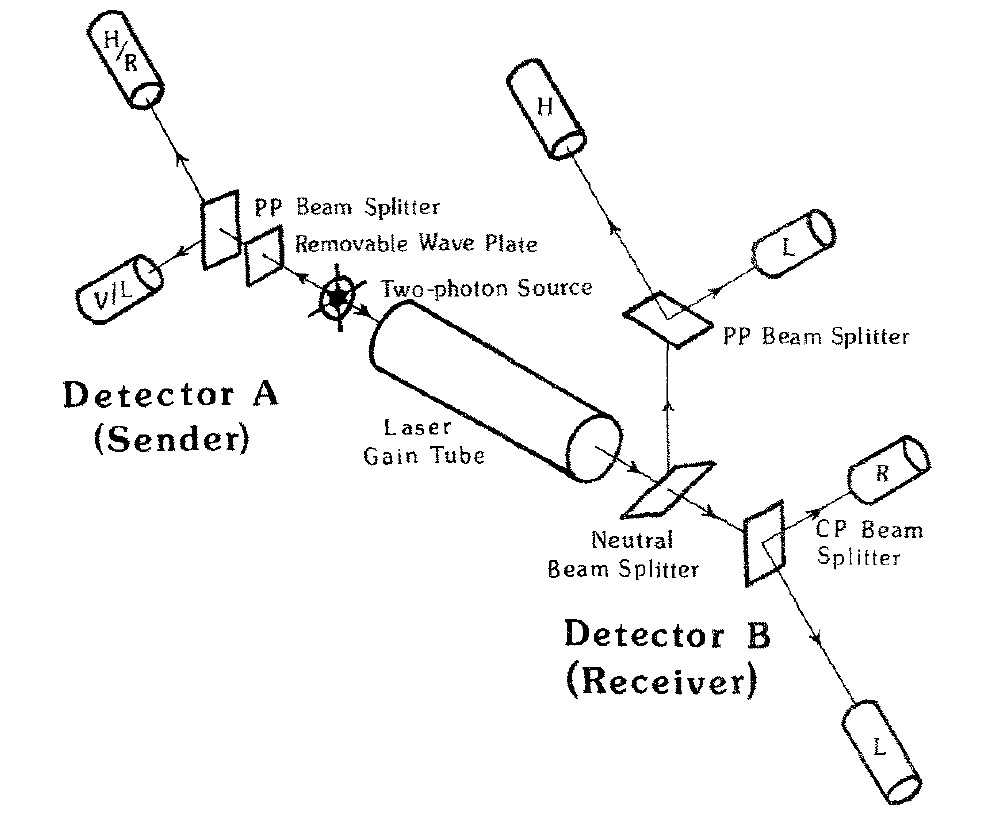 H/R
H
PP Beam Splitter
Removable Wave Plate
L
V/L
Two-photon Source
PP Beam Splitter
Detector A
(Sender)
Laser
Gain Tube
R
CP Beam
Splitter
Neutral
Beam Splitter
Detector B
(Receiver)
L